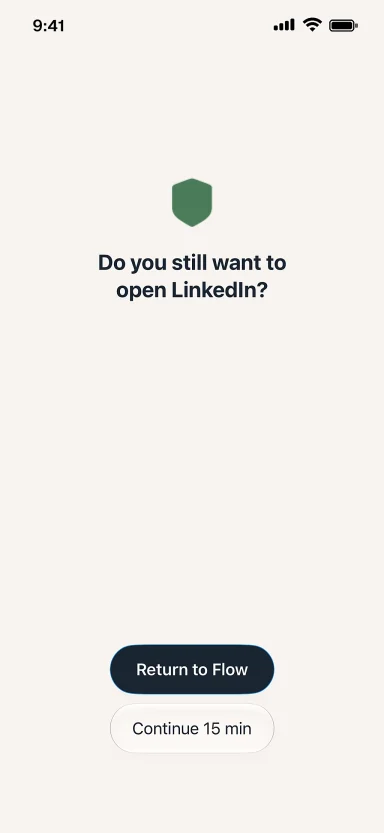 9:41
Do you still want to
open LinkedIn?
Return to Flow
Continue 15 min